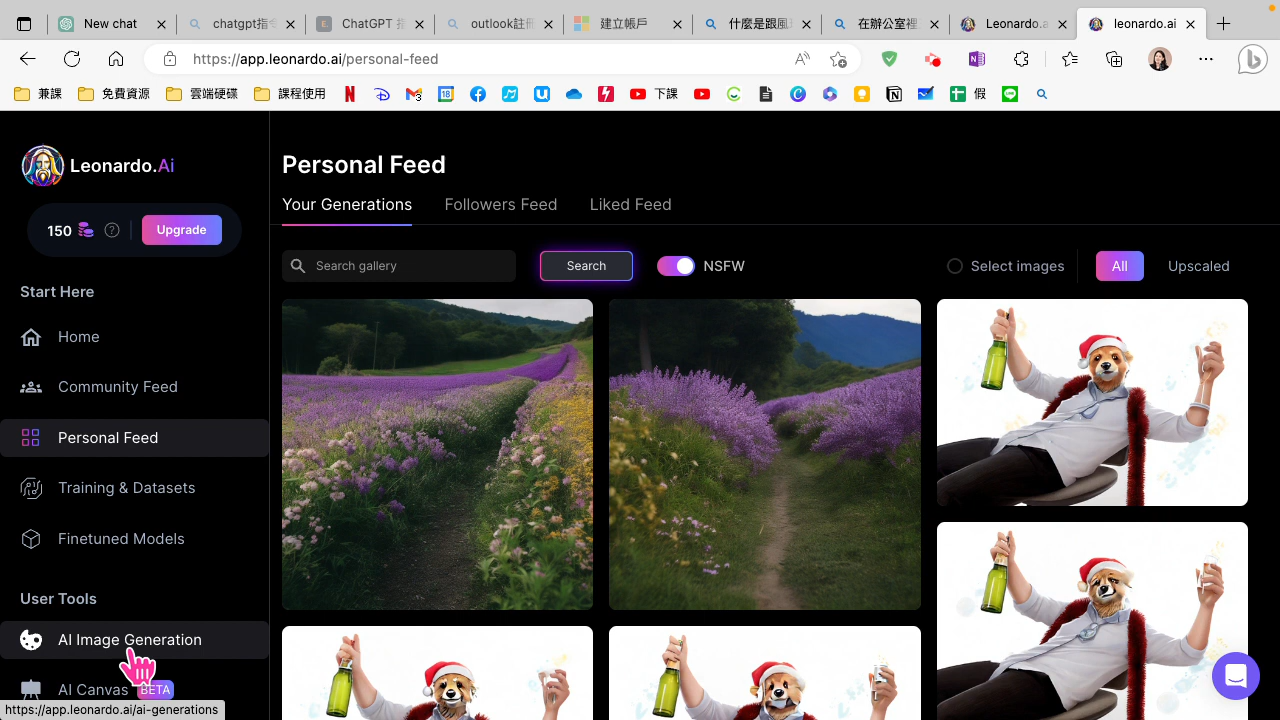 New chat
chatgpt指令
ChatGPT 指
outlook註冊
建立帳戶
什麼是跟風
在辦公室裡
Leonardo.a
leonardo.ai
https://app.leonardo.ai/personal-feed
兼課
免費資源
雲端硬碟
課程使用
下課
假
Leonardo.Ai
150
Upgrade
Start Here
Home
Community Feed
Personal Feed
Training & Datasets
Finetuned Models
User Tools
AI Image Generation
AI Canvas BETA
https://app.leonardo.ai/ai-generations
Personal Feed
Your Generations Followers Feed Liked Feed
Search gallery Search NSFW Select images All Upscaled